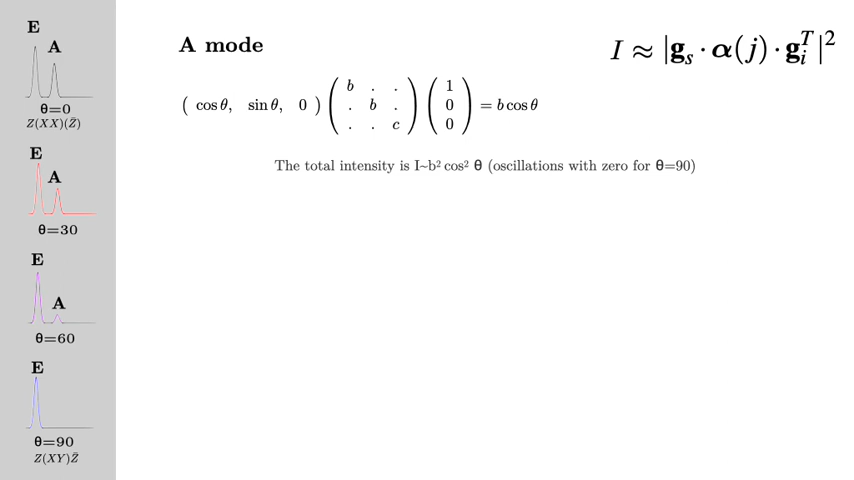 E
A
θ=0
Z(XX)(Z̄)
E
A
θ=30
E
A
θ=60
E
θ=90
Z(XY)Z̄
A mode
I ≈ |g_s · α(j) · g_i^T|²
( cos θ, sin θ, 0 ) ( b . . ; . b . ; . . c ) ( 1 ; 0 ; 0 ) = b cos θ
The total intensity is I~b² cos² θ (oscillations with zero for θ=90)